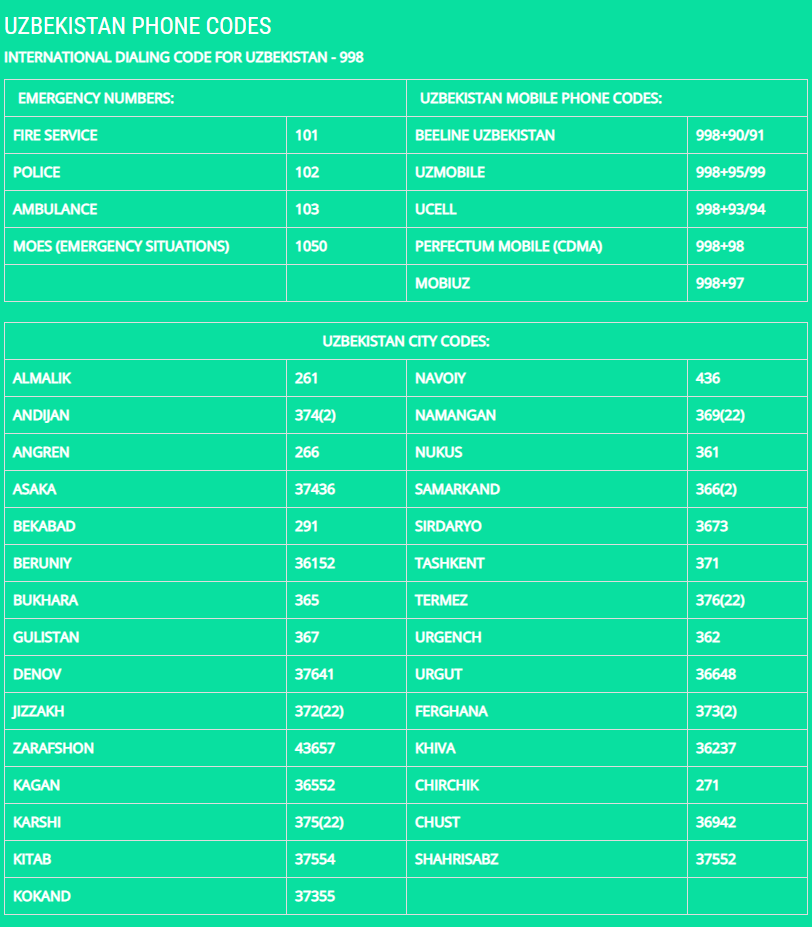 UZBEKISTAN PHONE CODES
INTERNATIONAL DIALING CODE FOR UZBEKISTAN - 998
EMERGENCY NUMBERS: UZBEKISTAN MOBILE PHONE CODES:
FIRE SERVICE 101 BEELINE UZBEKISTAN 998+90/91
POLICE 102 UZMOBILE 998+95/99
AMBULANCE 103 UCELL 998+93/94
MOES (EMERGENCY SITUATIONS) 1050 PERFECTUM MOBILE (CDMA) 998+98
MOBIUZ 998+97
UZBEKISTAN CITY CODES:
ALMALIK 261 NAVOIY 436
ANDIJAN 374(2) NAMANGAN 369(22)
ANGREN 266 NUKUS 361
ASAKA 37436 SAMARKAND 366(2)
BEKABAD 291 SIRDARYO 3673
BERUNIY 36152 TASHKENT 371
BUKHARA 365 TERMEZ 376(22)
GULISTAN 367 URGENCH 362
DENOV 37641 URGUT 36648
JIZZAKH 372(22) FERGHANA 373(2)
ZARAFSHON 43657 KHIVA 36237
KAGAN 36552 CHIRCHIK 271
KARSHI 375(22) CHUST 36942
KITAB 37554 SHAHRISABZ 37552
KOKAND 37355